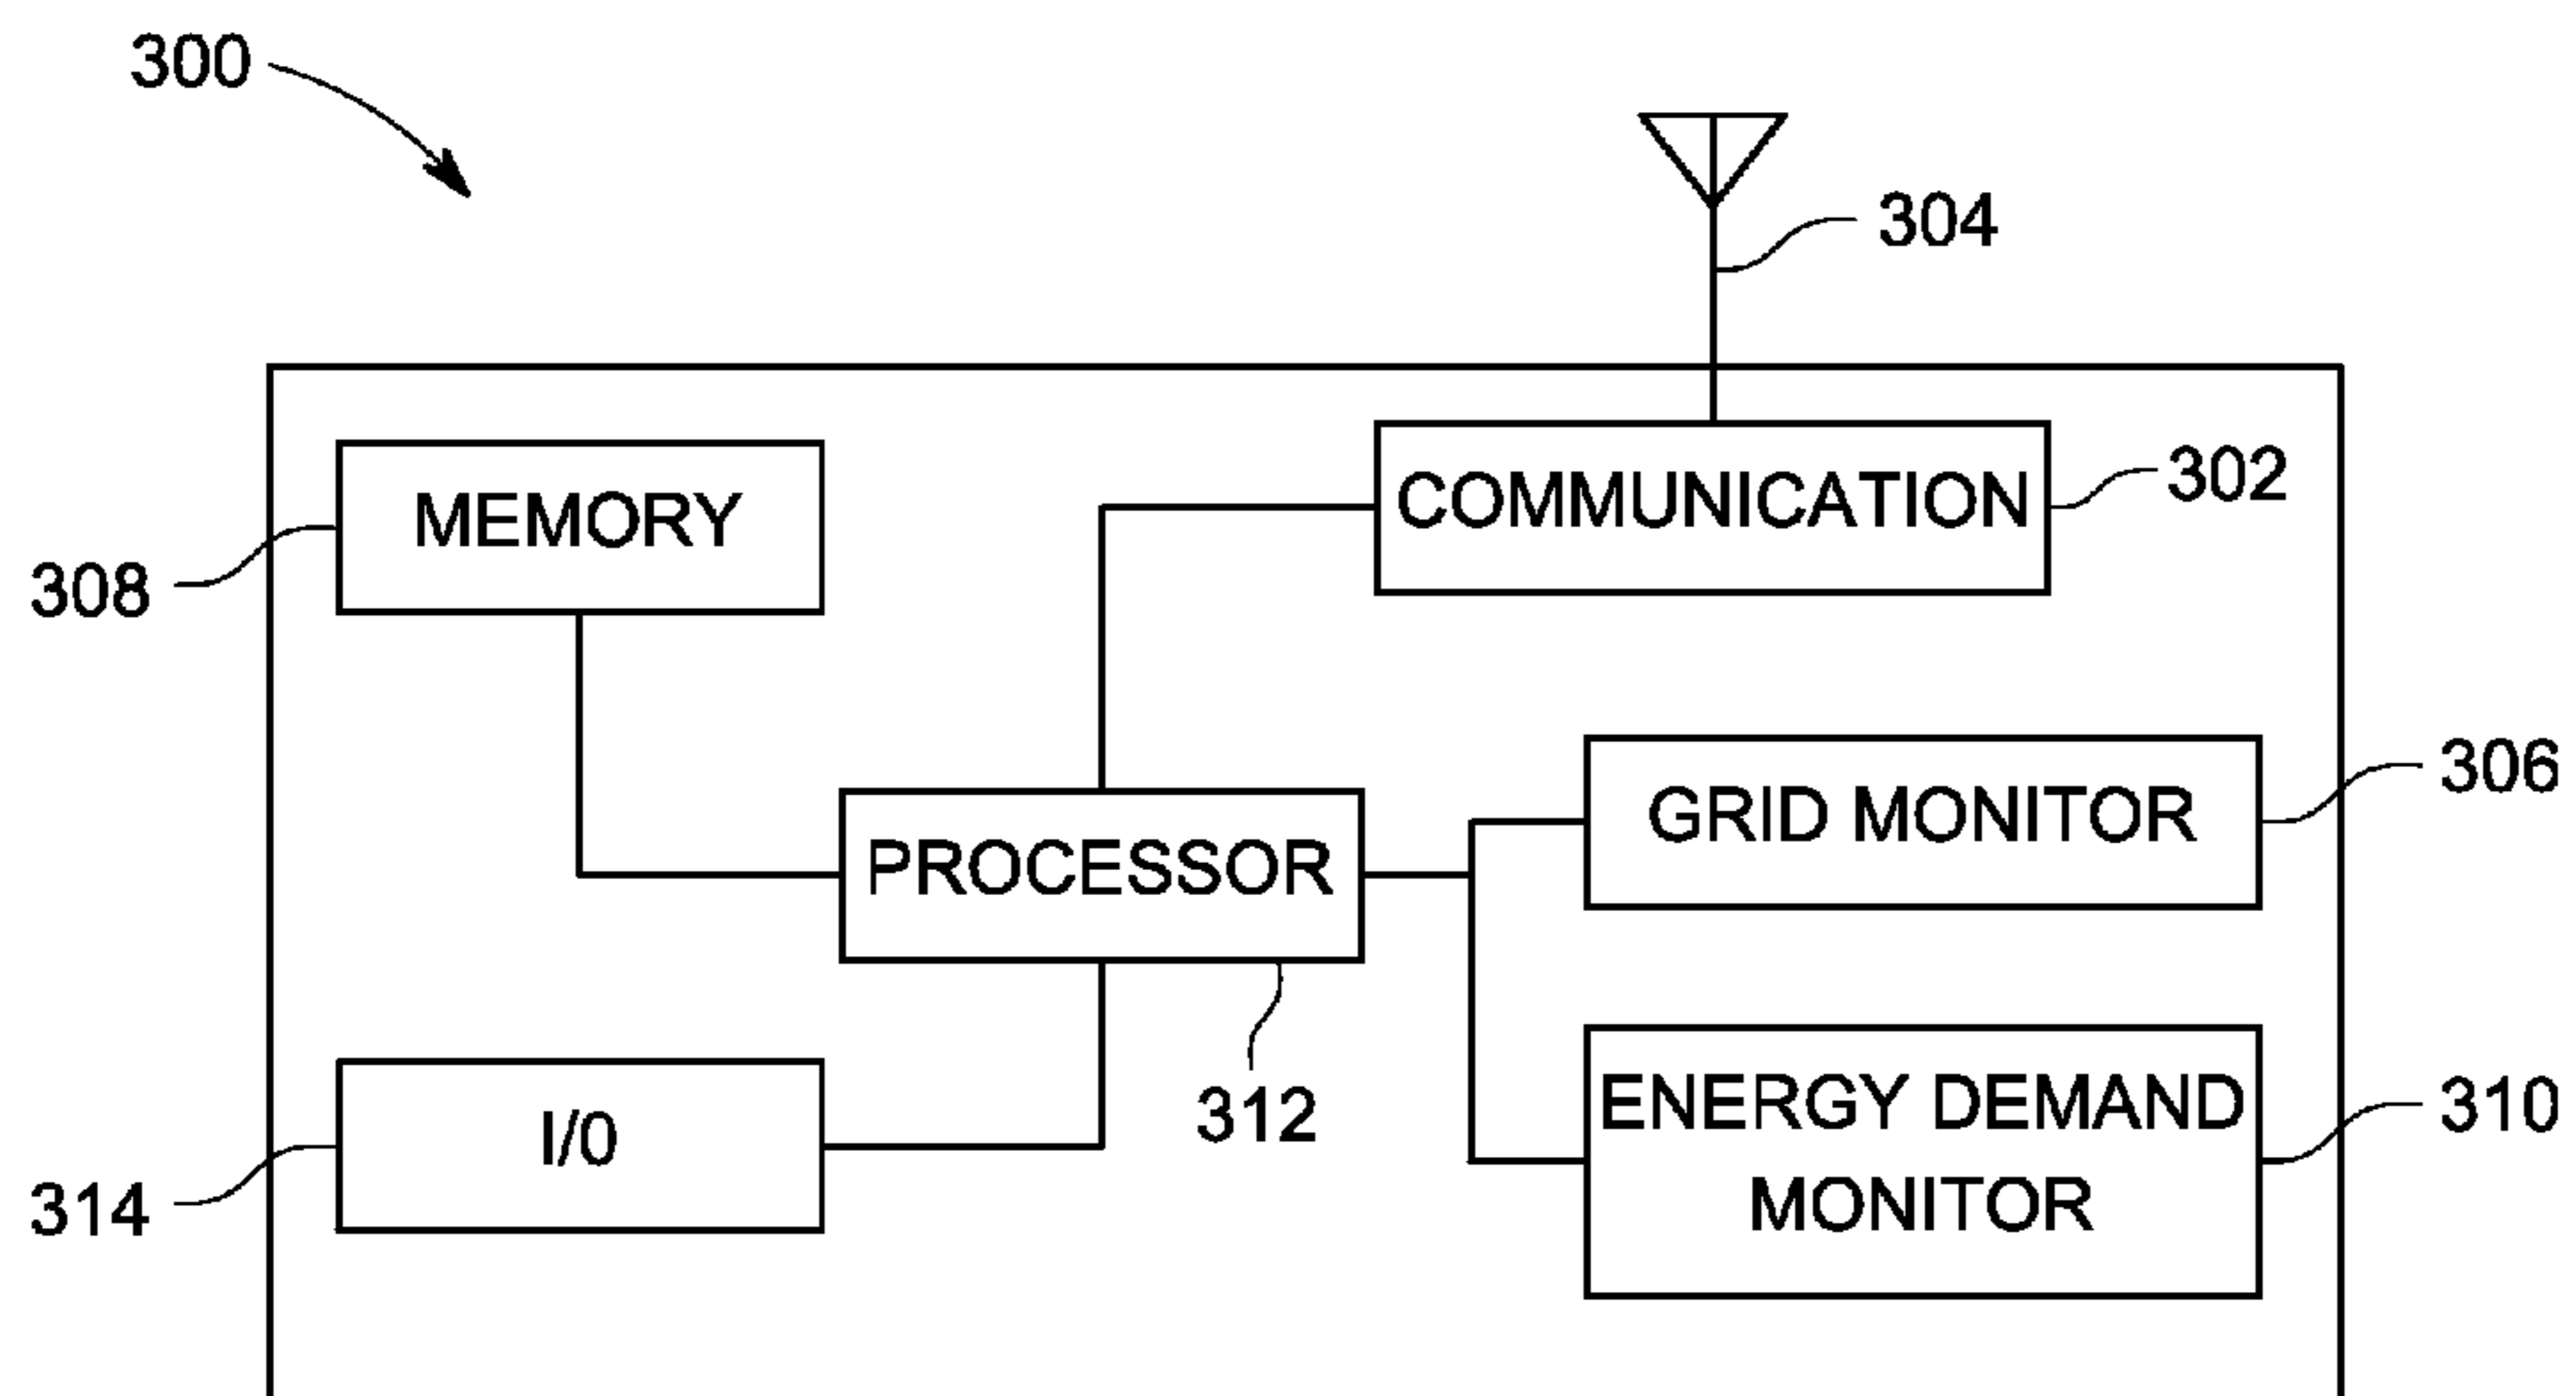 300
304
MEMORY
COMMUNICATION
302
308
306
GRID MONITOR
PROCESSOR
312
I/0
314
ENERGY DEMAND
MONITOR
310